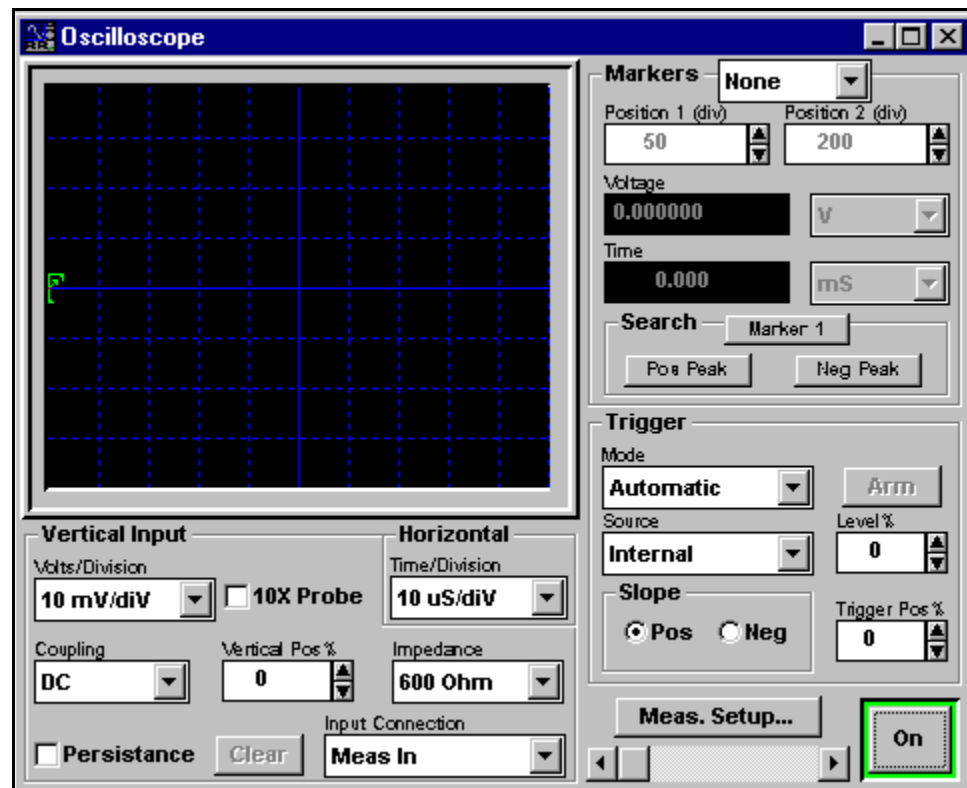 Oscilloscope
Markers
None
Position 1 (div)
Position 2 (div)
50
200
Voltage
0.000000
V
Time
0.000
mS
Search
Marker 1
Pos Peak
Neg Peak
Trigger
Mode
Automatic
Arm
Source
Level %
Internal
0
Slope
Pos
Neg
Trigger Pos %
0
Vertical Input
Horizontal
Volts/Division
Time/Division
10 mV/diV
10X Probe
10 uS/diV
Coupling
Vertical Pos %
Impedance
DC
0
600 Ohm
Input Connection
Persistance
Clear
Meas In
Meas. Setup...
On